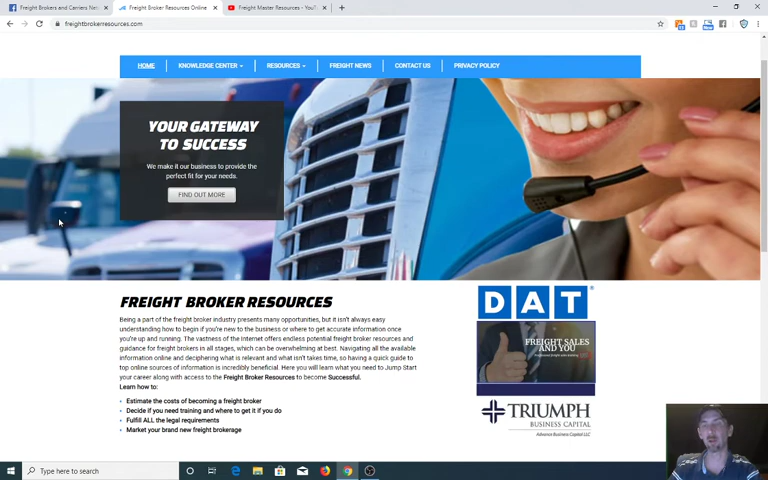 Freight Brokers and Carriers Netw
Freight Broker Resources Online
Freight Master Resources - YouT
freightbrokerresources.com
HOME KNOWLEDGE CENTER RESOURCES FREIGHT NEWS CONTACT US PRIVACY POLICY
YOUR GATEWAY
TO SUCCESS
We make it our business to provide the
perfect fit for your needs.
FIND OUT MORE
FREIGHT BROKER RESOURCES
Being a part of the freight broker industry presents many opportunities, but it isn't always easy
understanding how to begin if you're new to the business or where to get accurate information once
you're up and running. The vastness of the Internet offers endless potential freight broker resources and
guidance for freight brokers in all stages, which can be overwhelming at best. Navigating all the available
information online and deciphering what is relevant and what isn't takes time, so having a quick guide to
top online sources of information is incredibly beneficial. Here you will learn what you need to Jump Start
your career along with access to the Freight Broker Resources to become Successful.
Learn how to:
Estimate the costs of becoming a freight broker
Decide if you need training and where to get it if you do
Fulfill ALL the legal requirements
Market your brand new freight brokerage
DAT®
FREIGHT SALES
AND YOU
TRIUMPH
BUSINESS CAPITAL
Advance Business Capital LLC
Type here to search